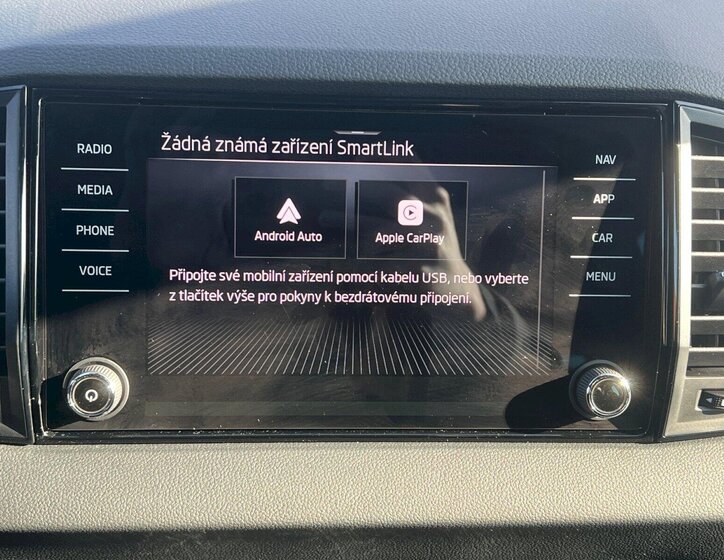 Žádná známá zařízení SmartLink
RADIO
MEDIA
PHONE
VOICE
NAV
APP
CAR
MENU
Android Auto
Apple CarPlay
Připojte své mobilní zařízení pomocí kabelu USB, nebo vyberte
z tlačítek výše pro pokyny k bezdrátovému připojení.